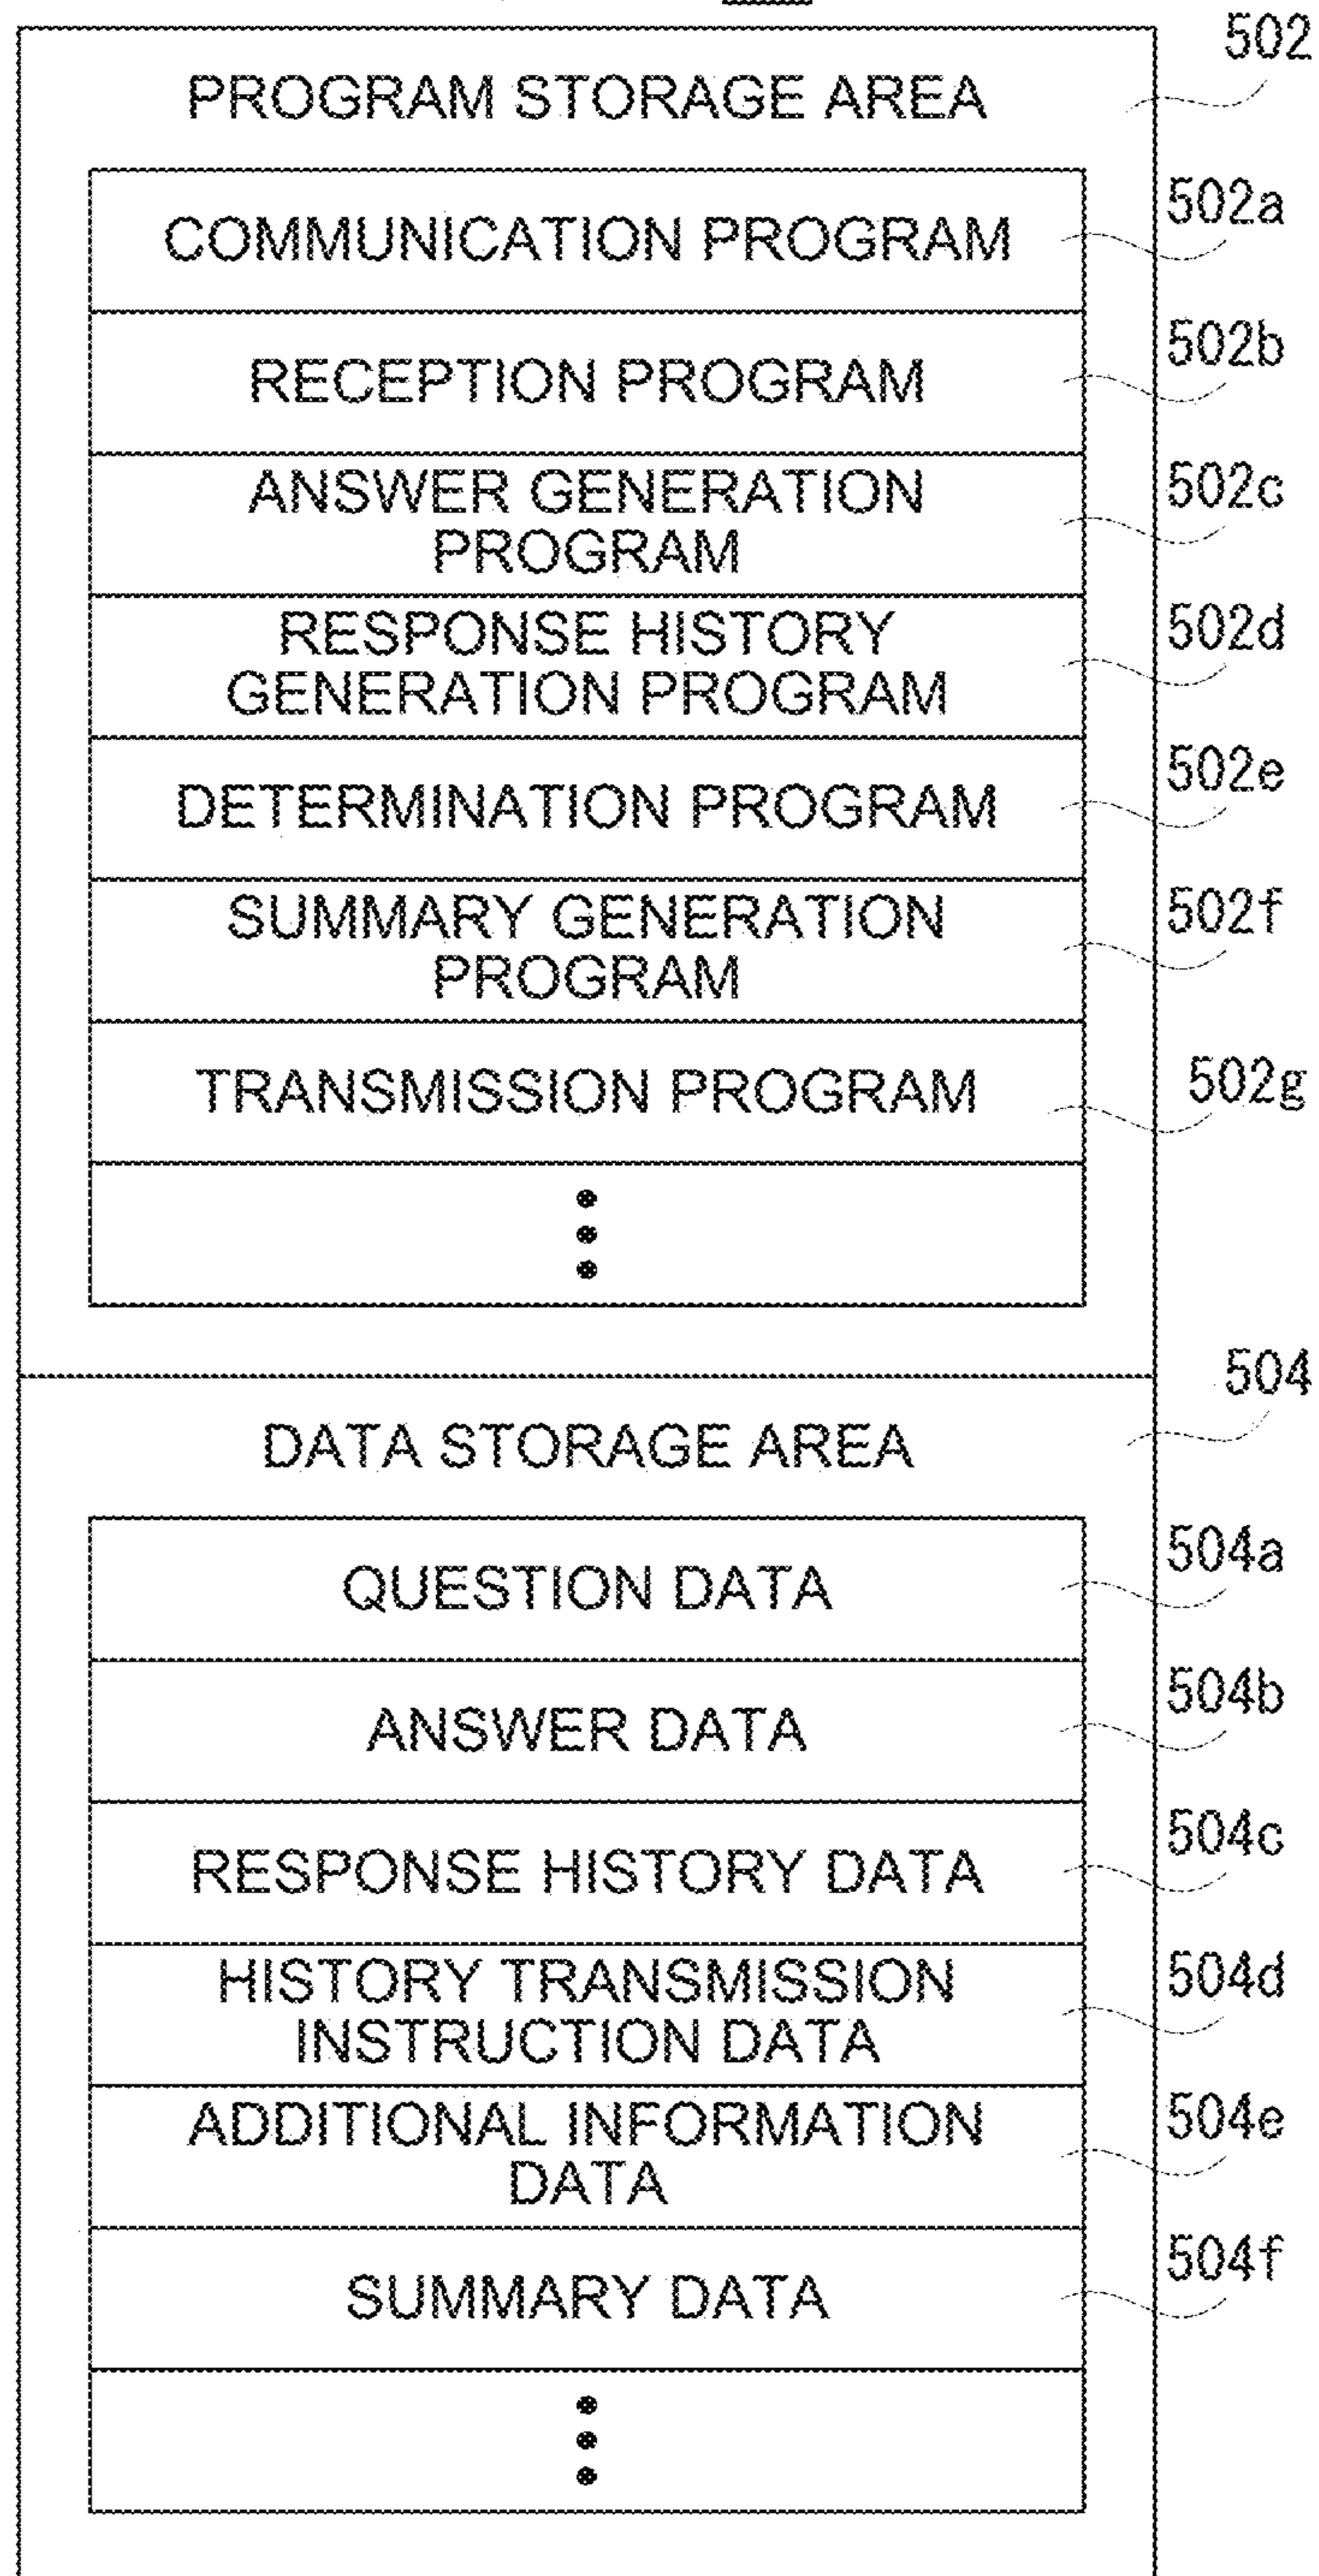 502
PROGRAM STORAGE AREA
502a
COMMUNICATION PROGRAM
502b
RECEPTION PROGRAM
502c
ANSWER GENERATION
PROGRAM
502d
RESPONSE HISTORY
GENERATION PROGRAM
502e
DETERMINATION PROGRAM
502f
SUMMARY GENERATION
PROGRAM
502g
TRANSMISSION PROGRAM
504
DATA STORAGE AREA
504a
QUESTION DATA
504b
ANSWER DATA
504c
RESPONSE HISTORY DATA
504d
HISTORY TRANSMISSION
INSTRUCTION DATA
504e
ADDITIONAL INFORMATION
DATA
504f
SUMMARY DATA